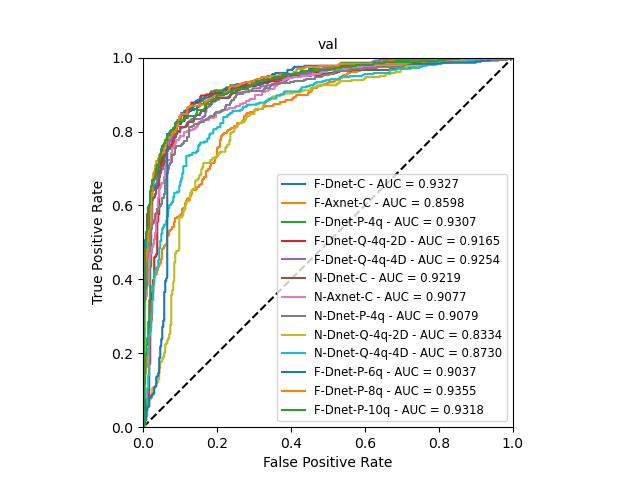 val
1.0
0.8
0.6
0.4
0.2
0.0
True Positive Rate
F-Dnet-C - AUC = 0.9327
F-Axnet-C - AUC = 0.8598
F-Dnet-P-4q - AUC = 0.9307
F-Dnet-Q-4q-2D - AUC = 0.9165
F-Dnet-Q-4q-4D - AUC = 0.9254
N-Dnet-C - AUC = 0.9219
N-Axnet-C - AUC = 0.9077
N-Dnet-P-4q - AUC = 0.9079
N-Dnet-Q-4q-2D - AUC = 0.8334
N-Dnet-Q-4q-4D - AUC = 0.8730
F-Dnet-P-6q - AUC = 0.9037
F-Dnet-P-8q - AUC = 0.9355
F-Dnet-P-10q - AUC = 0.9318
0.0 0.2 0.4 0.6 0.8 1.0
False Positive Rate